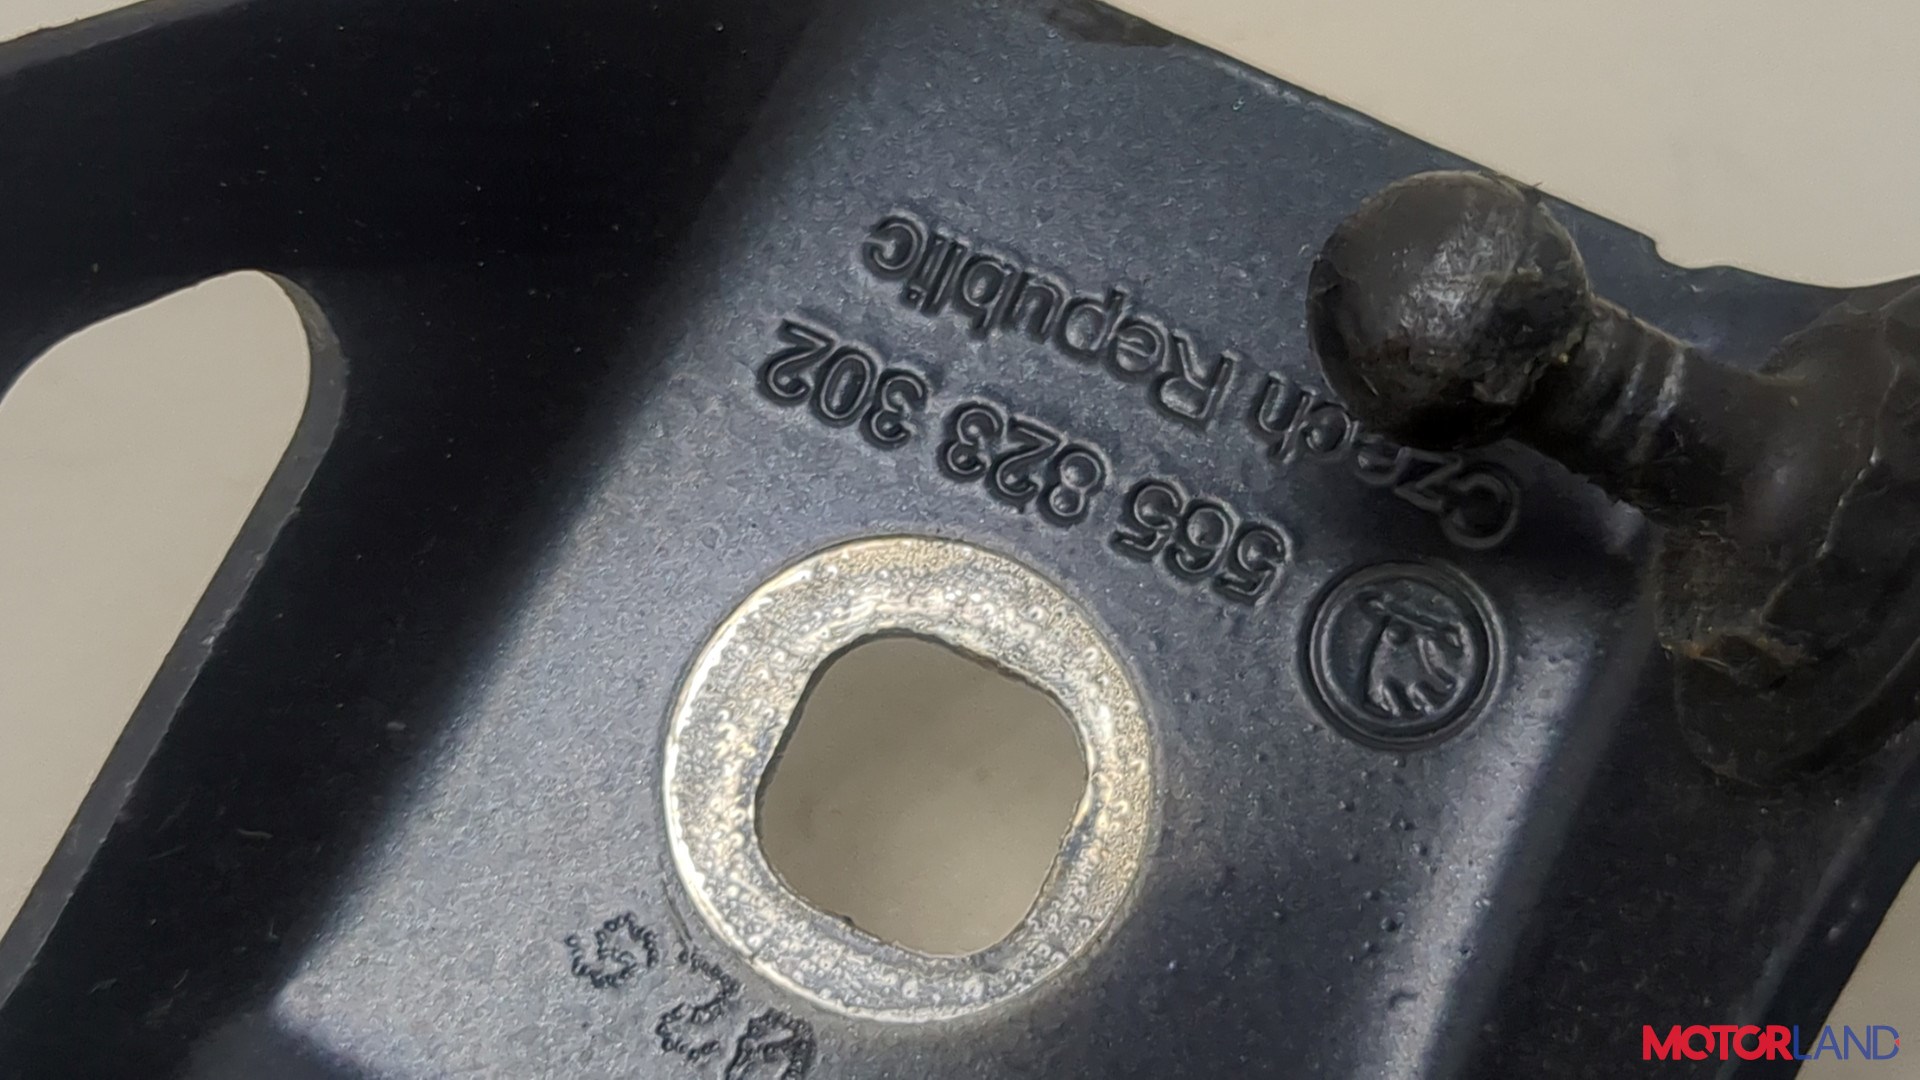 565 823 302
Czech Republic
MOTORLAND